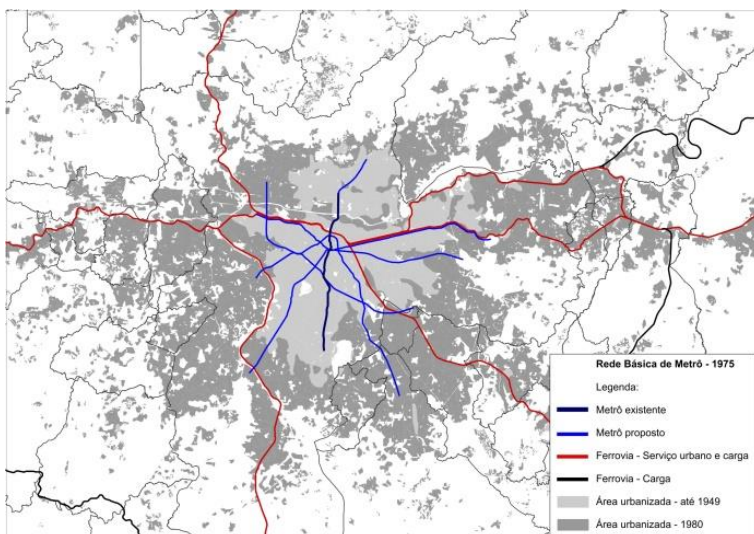 Rede Básica de Metrô - 1975
Legenda:
Metrô existente
Metrô proposto
Ferrovia - Serviço urbano e carga
Ferrovia - Carga
Área urbanizada - até 1949
Área urbanizada - 1980